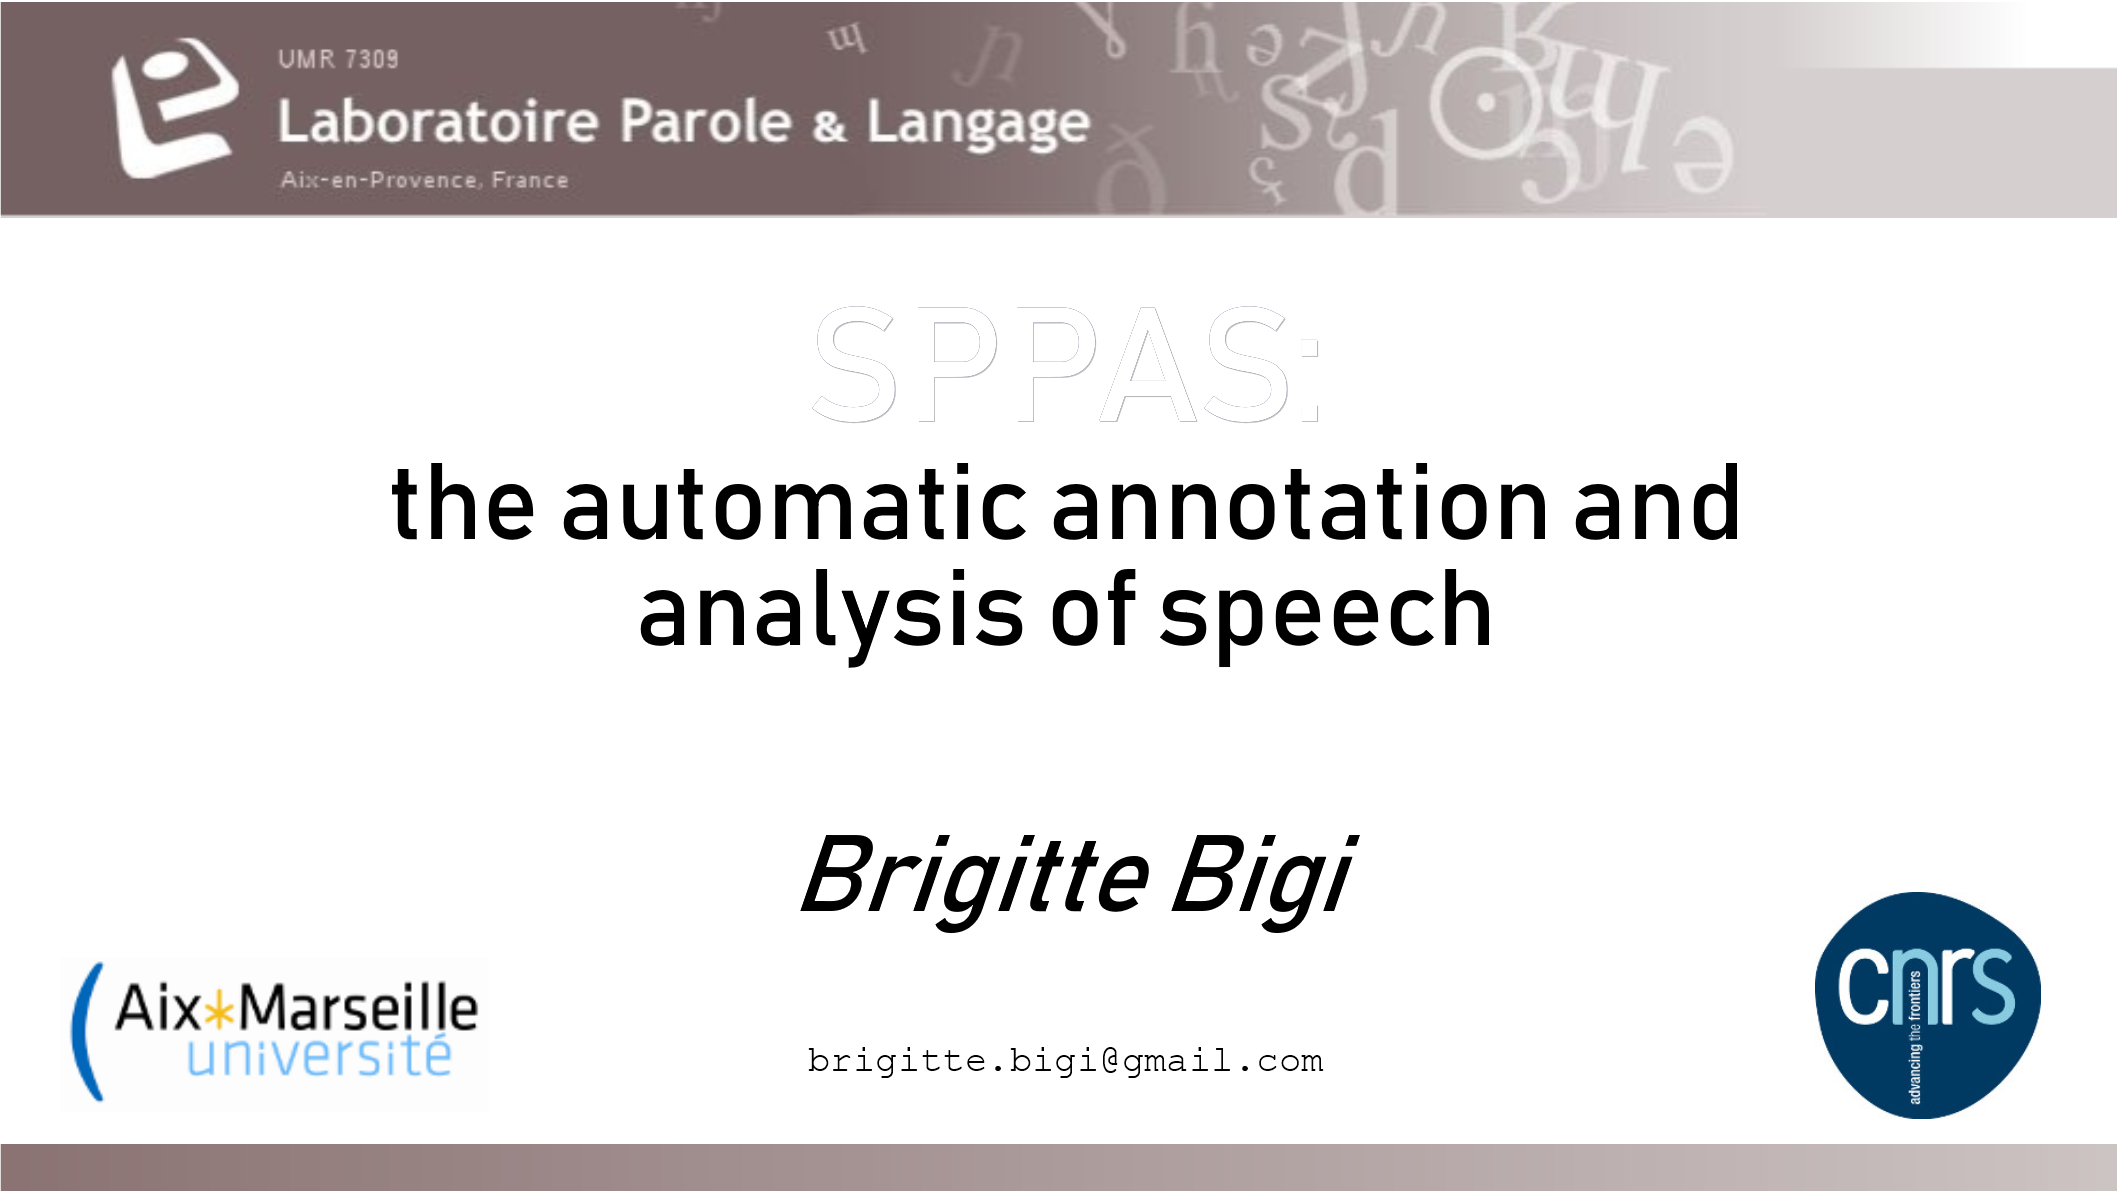 UMR 7309
Laboratoire Parole & Langage
Aix-en-Provence, France
SPPAS:
the automatic annotation and
analysis of speech
Brigitte Bigi
Aix*Marseille
université
brigitte.bigi@gmail.com
cnrs
advancing the frontiers